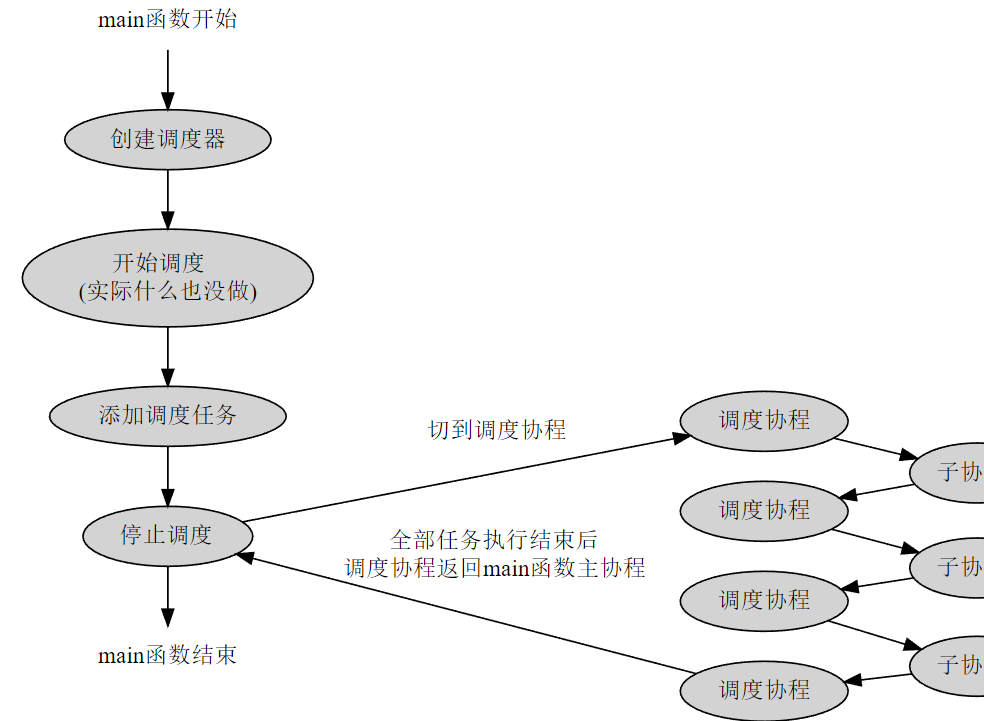 main函数开始
创建调度器
开始调度
(实际什么也没做)
添加调度任务
切到调度协程
调度协程
子协
调度协程
停止调度
全部任务执行结束后
调度协程返回main函数主协程
子协
调度协程
main函数结束
子协
调度协程